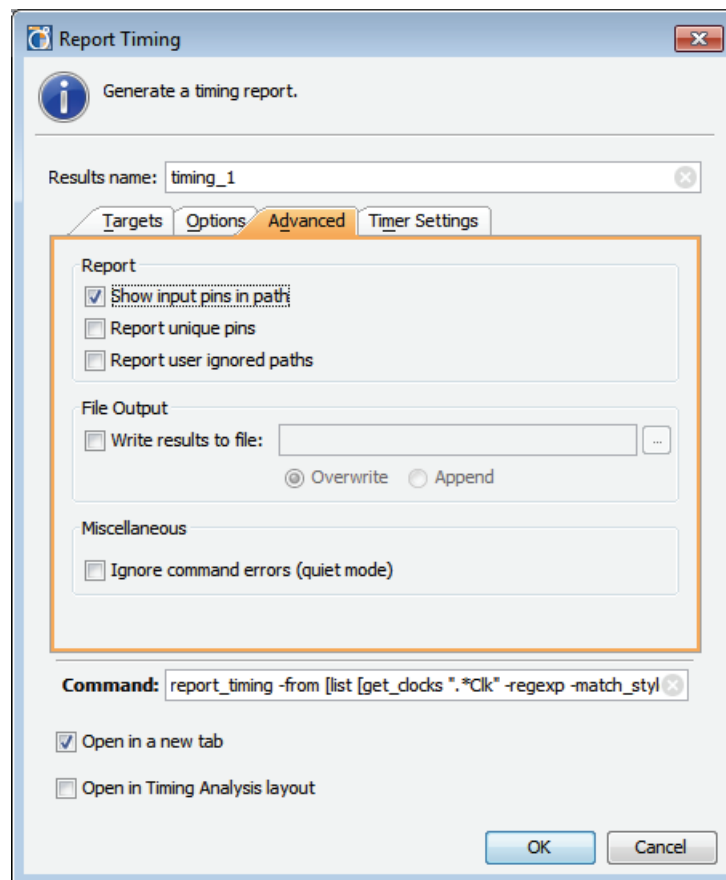 Report Timing
Generate a timing report.
Results name: timing_1
Targets Options Advanced Timer Settings
Report
Show input pins in path
Report unique pins
Report user ignored paths
File Output
Write results to file: ...
Overwrite Append
Miscellaneous
Ignore command errors (quiet mode)
Command: report_timing -from [list [get_clocks ".*Clk" -regexp -match_styl
Open in a new tab
Open in Timing Analysis layout
OK Cancel